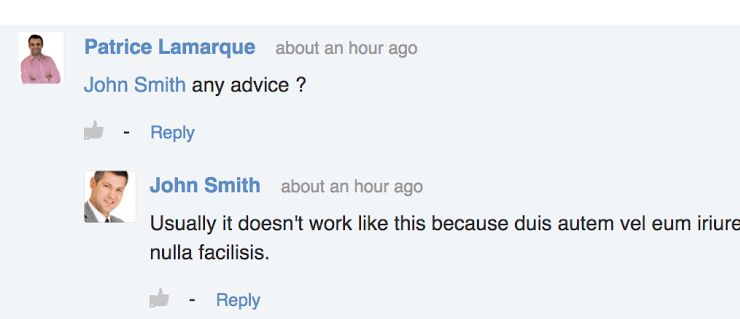 Patrice Lamarque about an hour ago
John Smith any advice ?
- Reply
John Smith about an hour ago
Usually it doesn't work like this because duis autem vel eum iriure
nulla facilisis.
- Reply